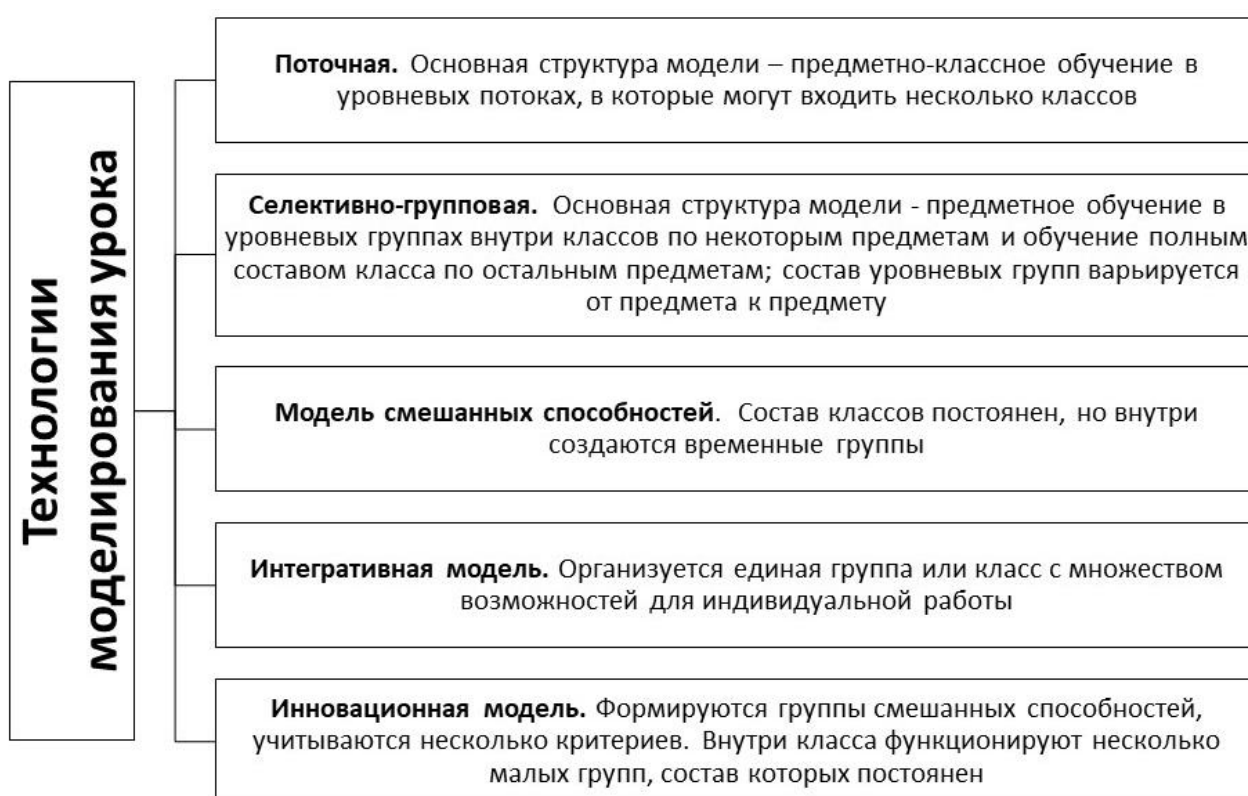 Технологии
моделирования урока
Поточная. Основная структура модели – предметно-классное обучение в
уровневых потоках, в которые могут входить несколько классов
Селективно-групповая. Основная структура модели - предметное обучение в
уровневых группах внутри классов по некоторым предметам и обучение полным
составом класса по остальным предметам; состав уровневых групп варьируется
от предмета к предмету
Модель смешанных способностей. Состав классов постоянен, но внутри
создаются временные группы
Интегративная модель. Организуется единая группа или класс с множеством
возможностей для индивидуальной работы
Инновационная модель. Формируются группы смешанных способностей,
учитываются несколько критериев. Внутри класса функционируют несколько
малых групп, состав которых постоянен